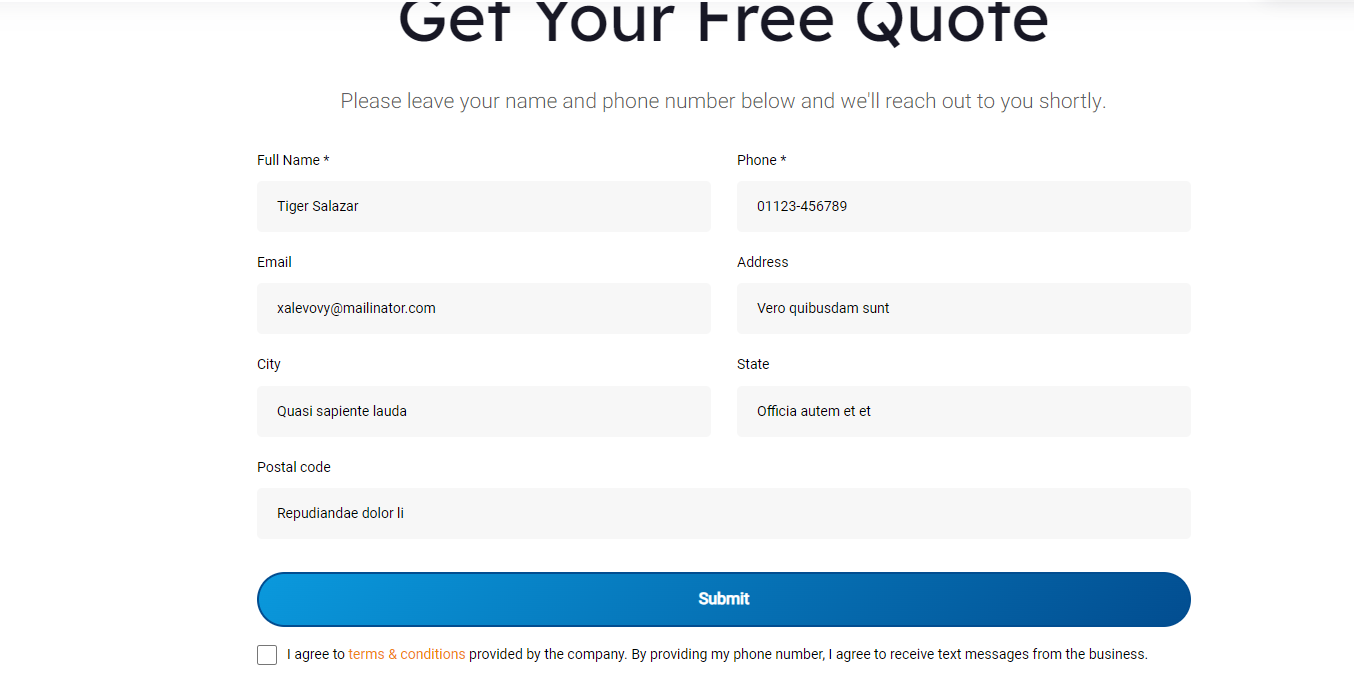 Get Your Free Quote
Please leave your name and phone number below and we'll reach out to you shortly.
Full Name *
Phone *
Tiger Salazar
01123-456789
Email
Address
xalevovy@mailinator.com
Vero quibusdam sunt
City
State
Quasi sapiente lauda
Officia autem et et
Postal code
Repudiandae dolor li
Submit
I agree to terms & conditions provided by the company. By providing my phone number, I agree to receive text messages from the business.